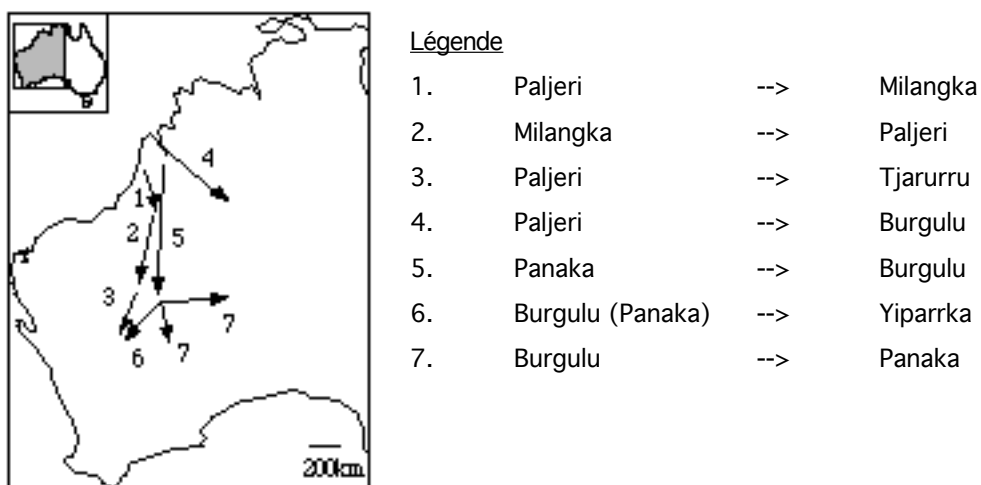 Légende
1. Paljeri --> Milangka
2. Milangka --> Paljeri
3. Paljeri --> Tjarurru
4. Paljeri --> Burgulu
5. Panaka --> Burgulu
6. Burgulu (Panaka) --> Yiparrka
7. Burgulu --> Panaka
4
1
2
5
3
7
6
7
200km